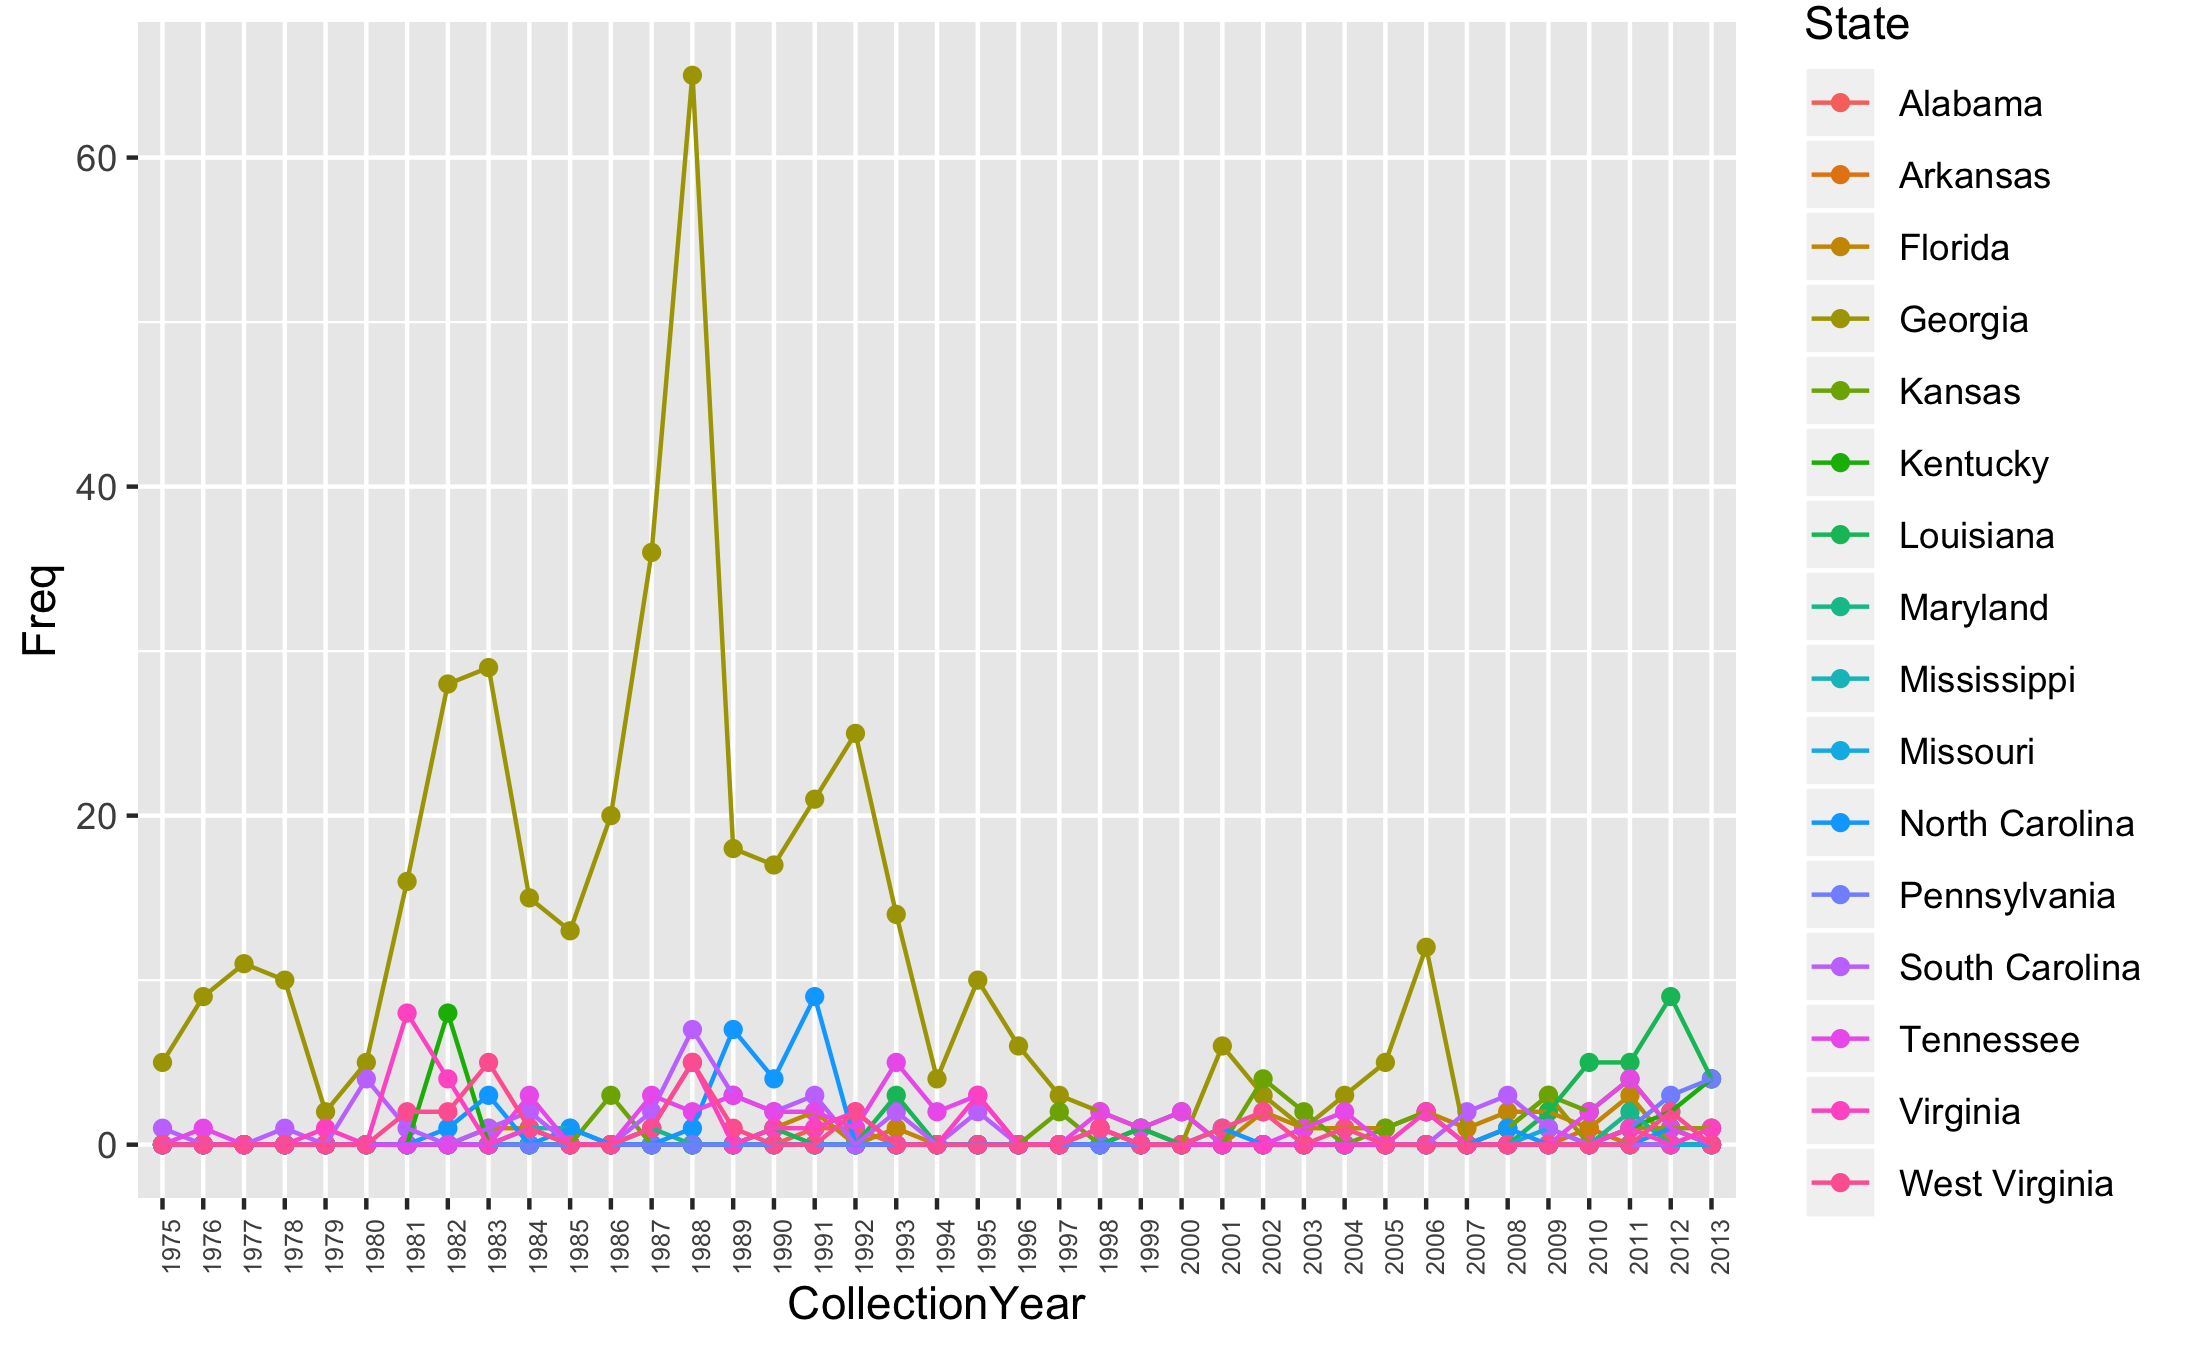 State
Alabama
Arkansas
Florida
Georgia
Kansas
Kentucky
Louisiana
Maryland
Mississippi
Missouri
North Carolina
Pennsylvania
South Carolina
Tennessee
Virginia
West Virginia
Freq
60
40
20
0
1975 1976 1977 1978 1979 1980 1981 1982 1983 1984 1985 1986 1987 1988 1989 1990 1991 1992 1993 1994 1995 1996 1997 1998 1999 2000 2001 2002 2003 2004 2005 2006 2007 2008 2009 2010 2011 2012 2013
CollectionYear